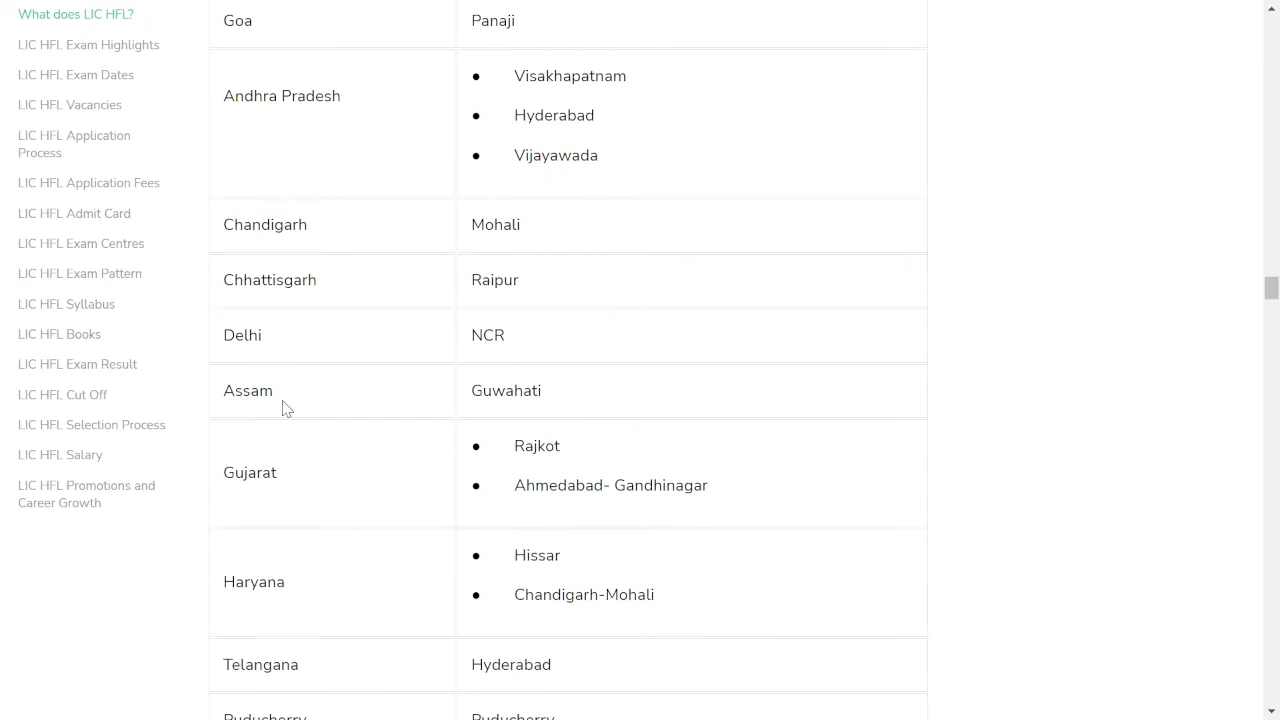 What does LIC HFL?
LIC HFL Exam Highlights
LIC HFL Exam Dates
LIC HFL Vacancies
LIC HFL Application
Process
LIC HFL Application Fees
LIC HFL Admit Card
LIC HFL Exam Centres
LIC HFL Exam Pattern
LIC HFL Syllabus
LIC HFL Books
LIC HFL Exam Result
LIC HFL Cut Off
LIC HFL Selection Process
LIC HFL Salary
LIC HFL Promotions and
Career Growth
Goa Panaji
Andhra Pradesh
● Visakhapatnam
● Hyderabad
● Vijayawada
Chandigarh Mohali
Chhattisgarh Raipur
Delhi NCR
Assam Guwahati
Gujarat
● Rajkot
● Ahmedabad- Gandhinagar
Haryana
● Hissar
● Chandigarh-Mohali
Telangana Hyderabad
Puducherry Puducherry